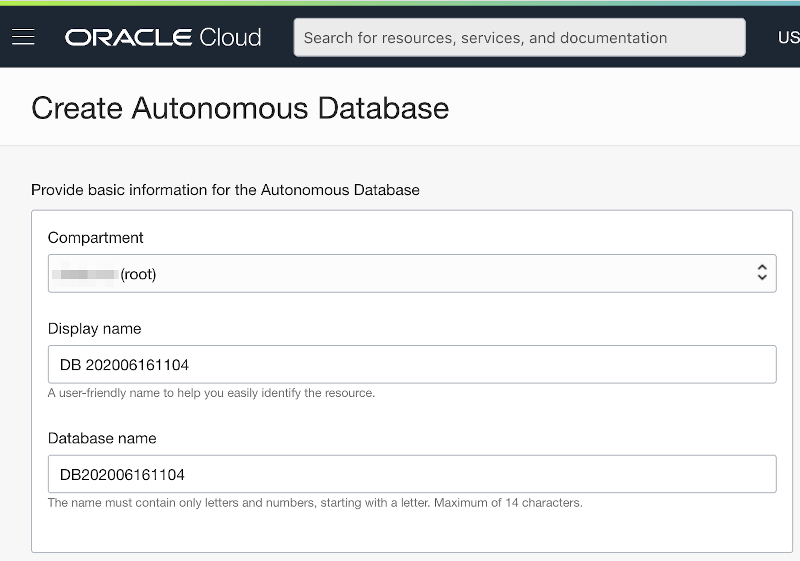 ORACLE Cloud
Search for resources, services, and documentation
US
Create Autonomous Database
Provide basic information for the Autonomous Database
Compartment
(root)
Display name
DB 202006161104
A user-friendly name to help you easily identify the resource.
Database name
DB202006161104
The name must contain only letters and numbers, starting with a letter. Maximum of 14 characters.